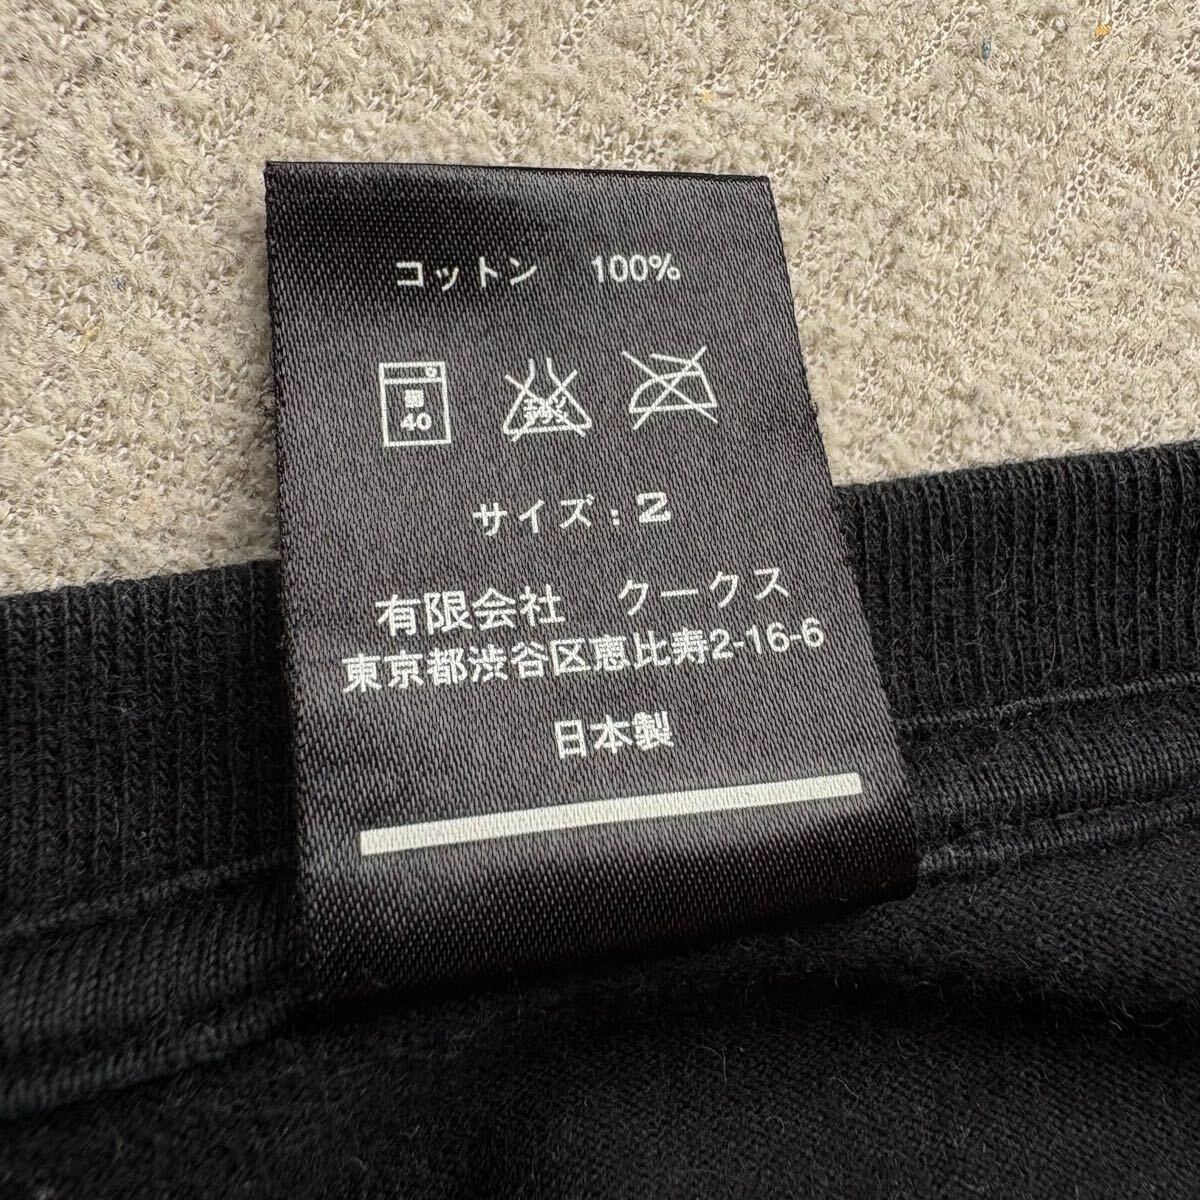 コットン 100%
40
サイズ : 2
有限会社 クークス
東京都渋谷区恵比寿2-16-6
日本製